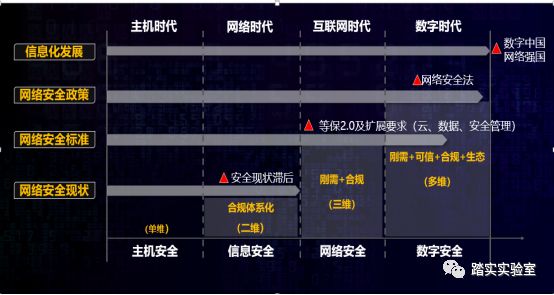 主机时代 网络时代 互联网时代 数字时代
信息化发展
数字中国
网络强国
网络安全政策
网络安全法
网络安全标准
等保2.0及扩展要求（云、数据、安全管理）
刚需+可信+合规+生态
（多维）
网络安全现状
安全现状滞后
刚需+合规
（三维）
合规体系化
（二维）
（单维）
主机安全 信息安全 网络安全 数字安全
踏实实验室